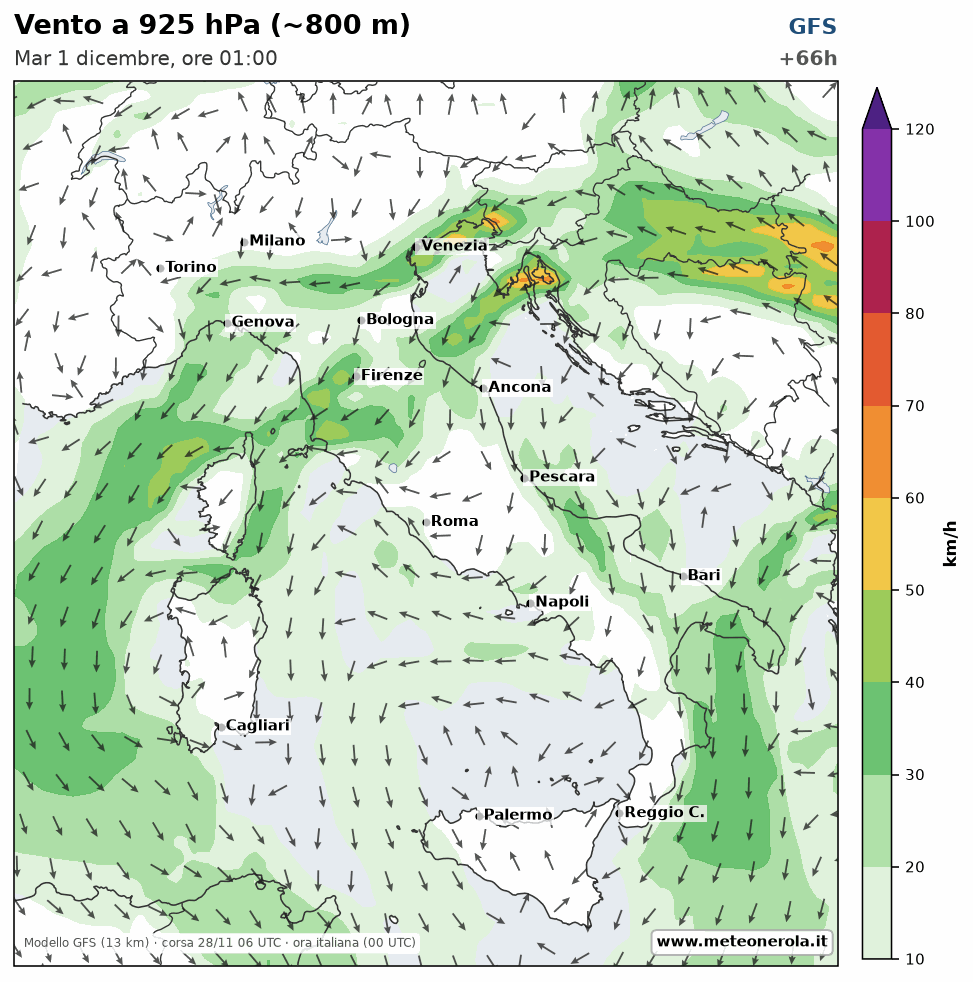 Vento a 925 hPa (~800 m)
GFS
Mar 1 dicembre, ore 01:00
+66h
Milano
Venezia
Torino
Genova
Bologna
Firenze
Ancona
Pescara
Roma
Bari
Napoli
Cagliari
Palermo
Reggio C.
Modello GFS (13 km) · corsa 28/11 06 UTC · ora italiana (00 UTC)
www.meteonerola.it
120
100
80
70
60
50
40
30
20
10
km/h